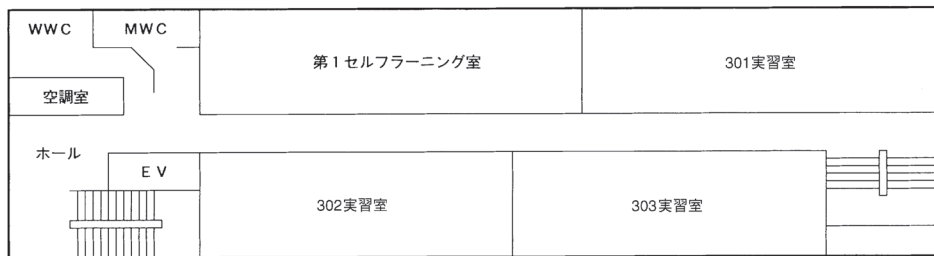 WWC
MWC
第1セルフラーニング室
301実習室
空調室
ホール
EV
302実習室
303実習室